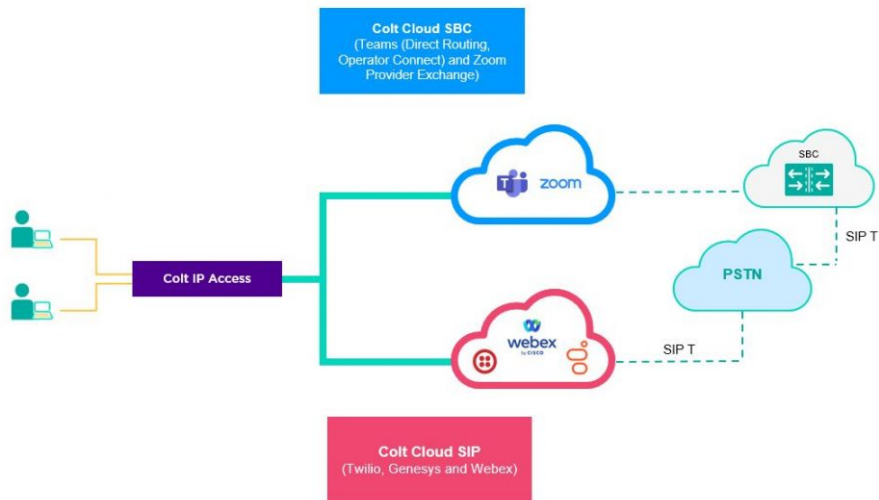 Colt Cloud SBC
(Teams (Direct Routing,
Operator Connect) and Zoom
Provider Exchange)
T
zoom
SBC
SIP T
Colt IP Access
PSTN
webex
by CISCO
SIP T
Colt Cloud SIP
(Twilio, Genesys and Webex)